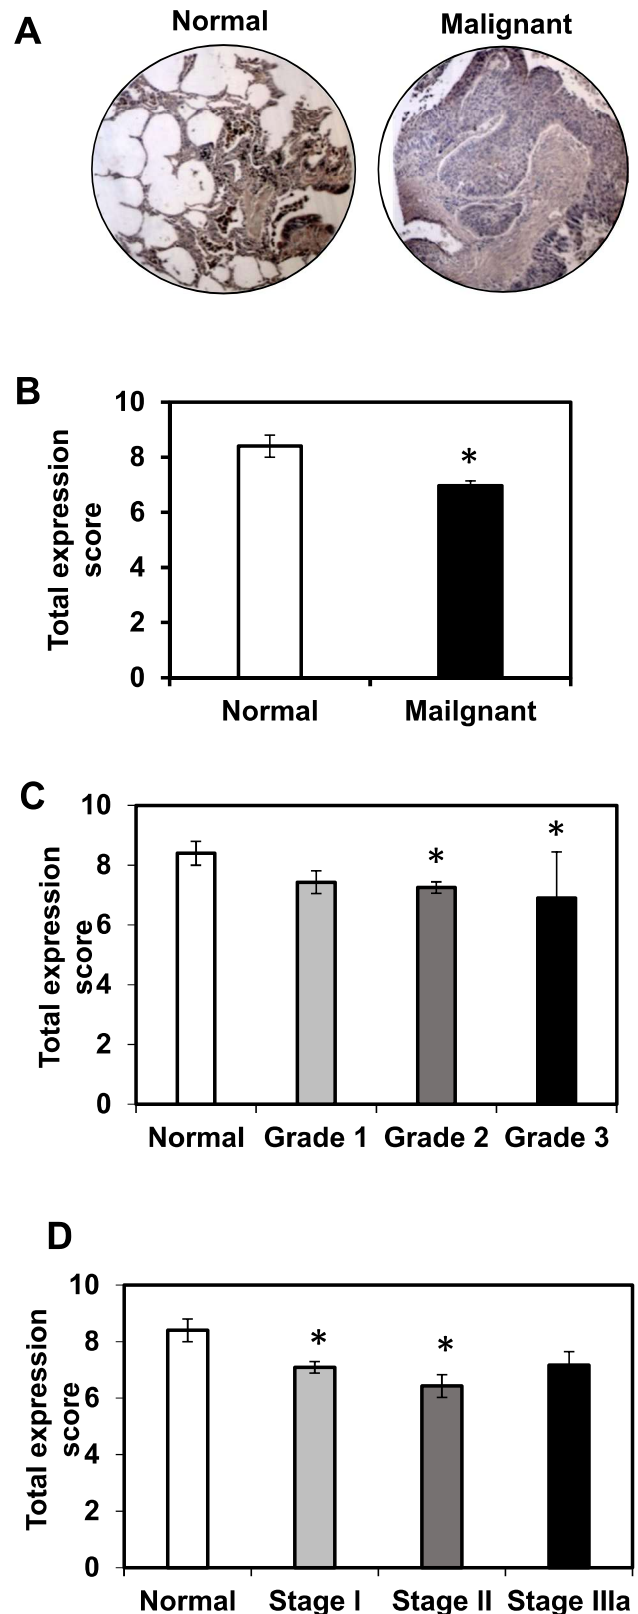 A
Normal
Malignant
B
Total expression
score
10
8
6
4
2
0
*
Normal
Mailgnant
C
Total expression
score
10
8
6
4
2
0
*
*
Normal
Grade 1
Grade 2
Grade 3
D
Total expression
score
10
8
6
4
2
0
*
*
Normal
Stage I
Stage II
Stage IIIa